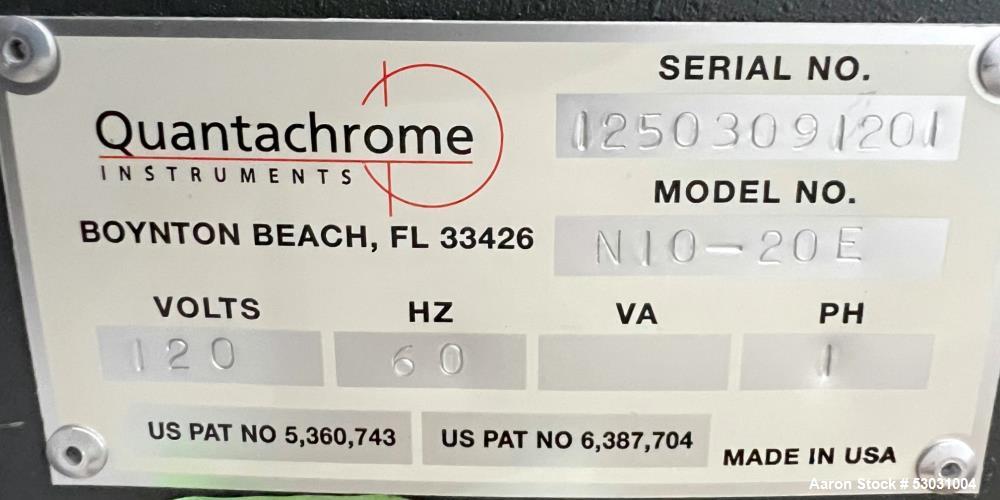 Quantachrome
INSTRUMENTS
BOYNTON BEACH, FL 33426
SERIAL NO.
12503091201
MODEL NO.
N10-20E
VOLTS HZ VA PH
120 60 1
US PAT NO 5,360,743 US PAT NO 6,387,704 MADE IN USA
Aaron Stock # 53031004